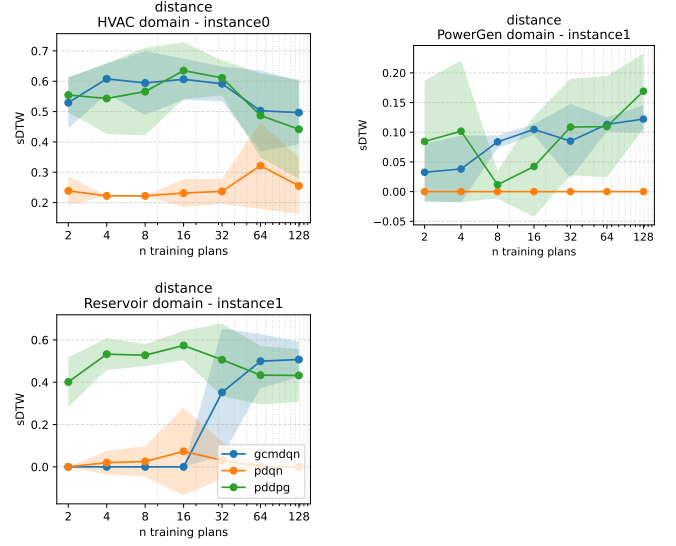 distance
HVAC domain - instance0
0.7
0.6
0.5
0.4
0.3
0.2
sDTW
2 4 8 16 32 64 128
n training plans
distance
PowerGen domain - instance1
0.20
0.15
0.10
0.05
0.00
−0.05
sDTW
2 4 8 16 32 64 128
n training plans
distance
Reservoir domain - instance1
0.6
0.4
0.2
0.0
sDTW
gcmdqn
pdqn
pddpg
2 4 8 16 32 64 128
n training plans